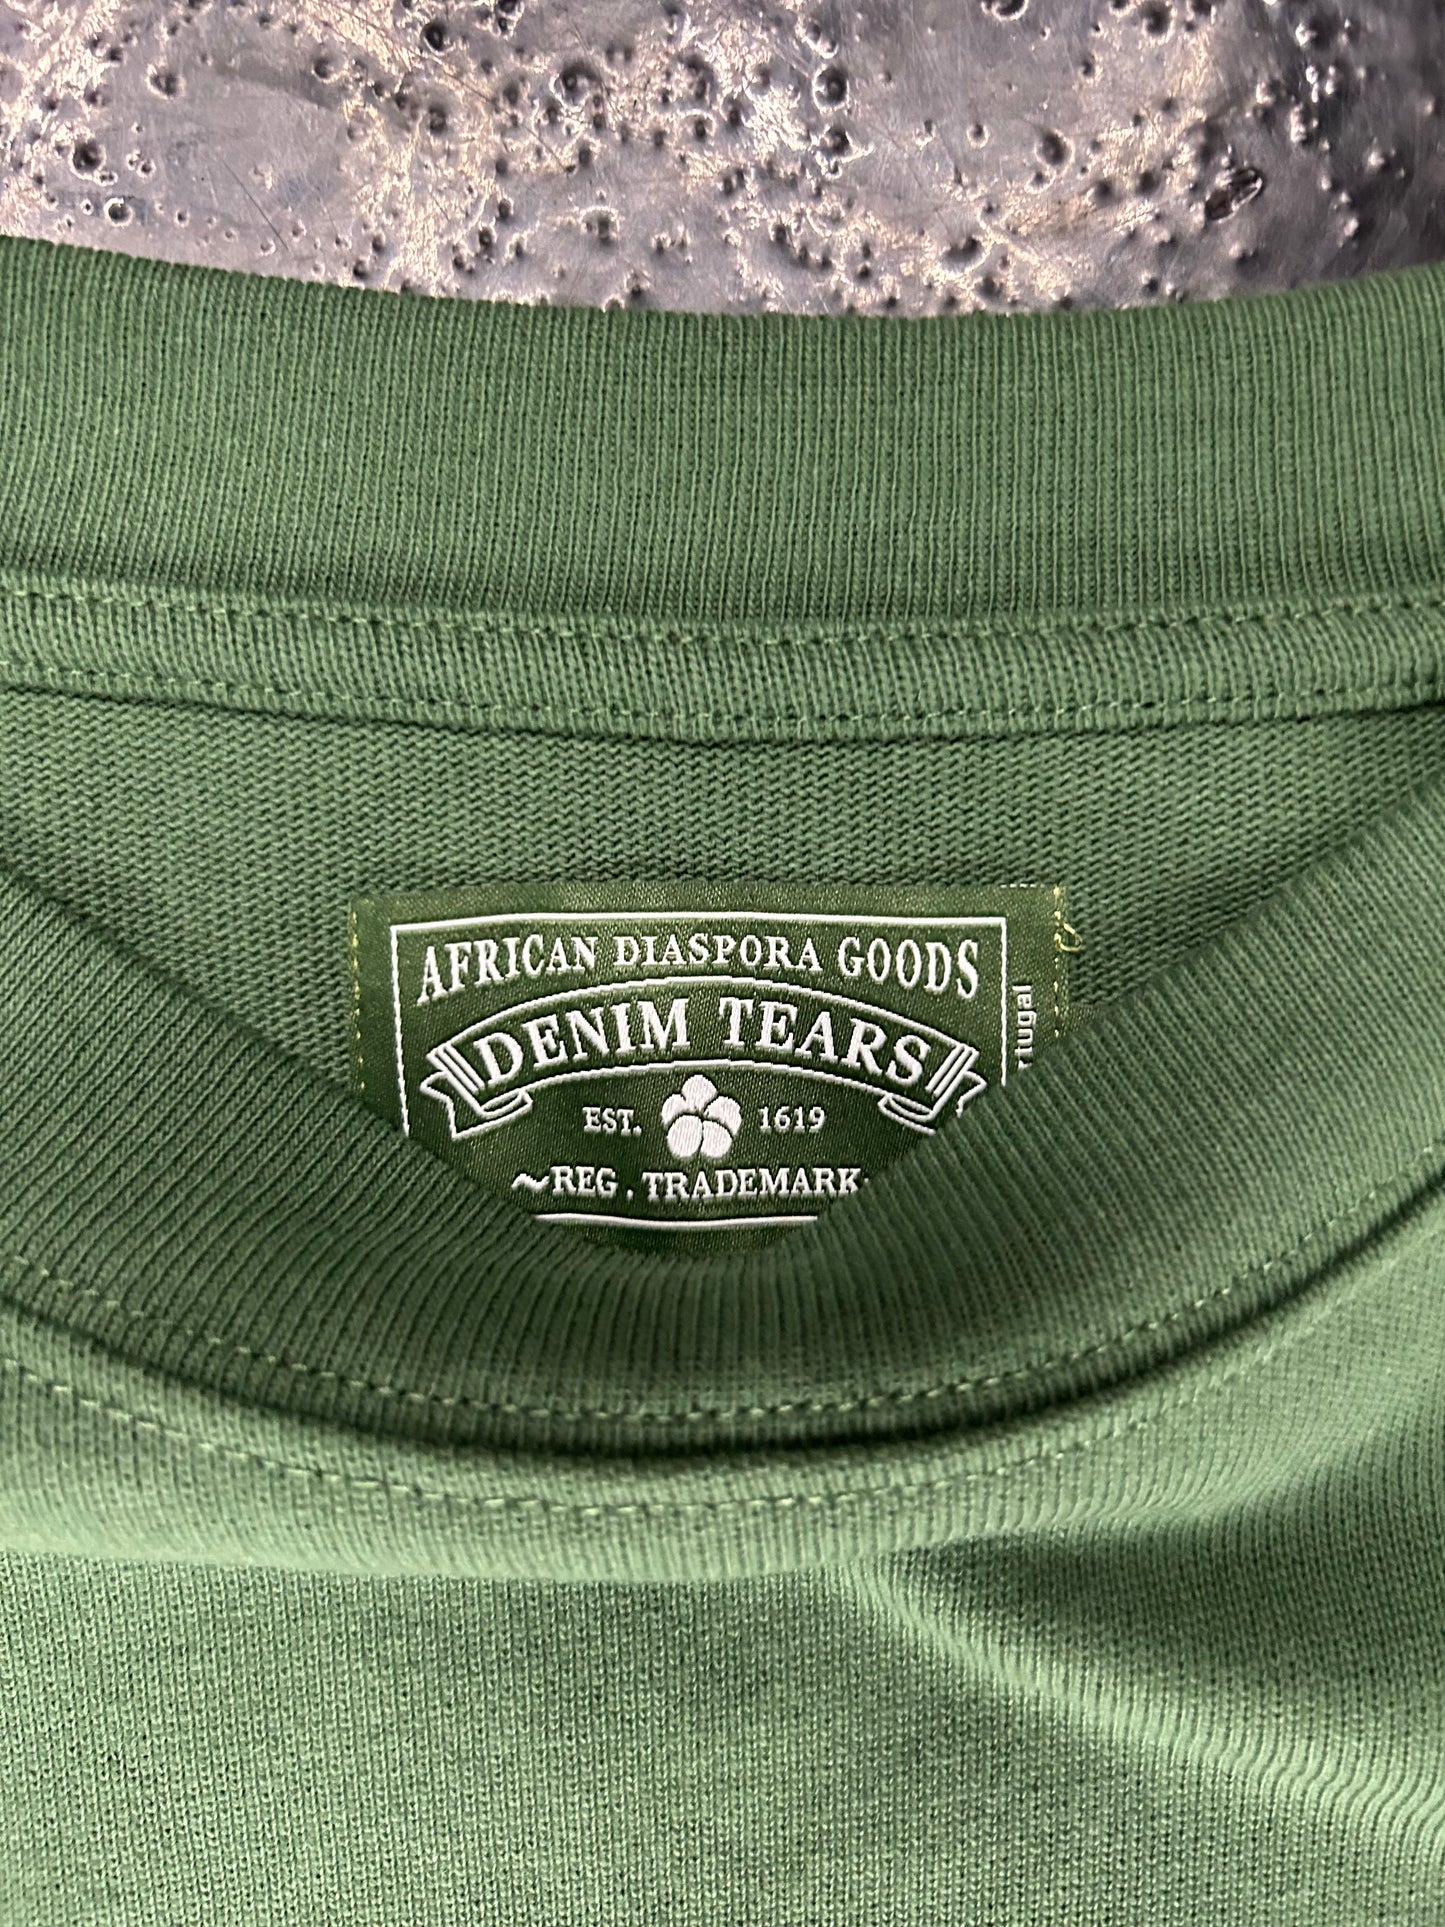 AFRICAN DIASPORA GOODS
DENIM TEARS
EST. 1619
~REG. TRADEMARK